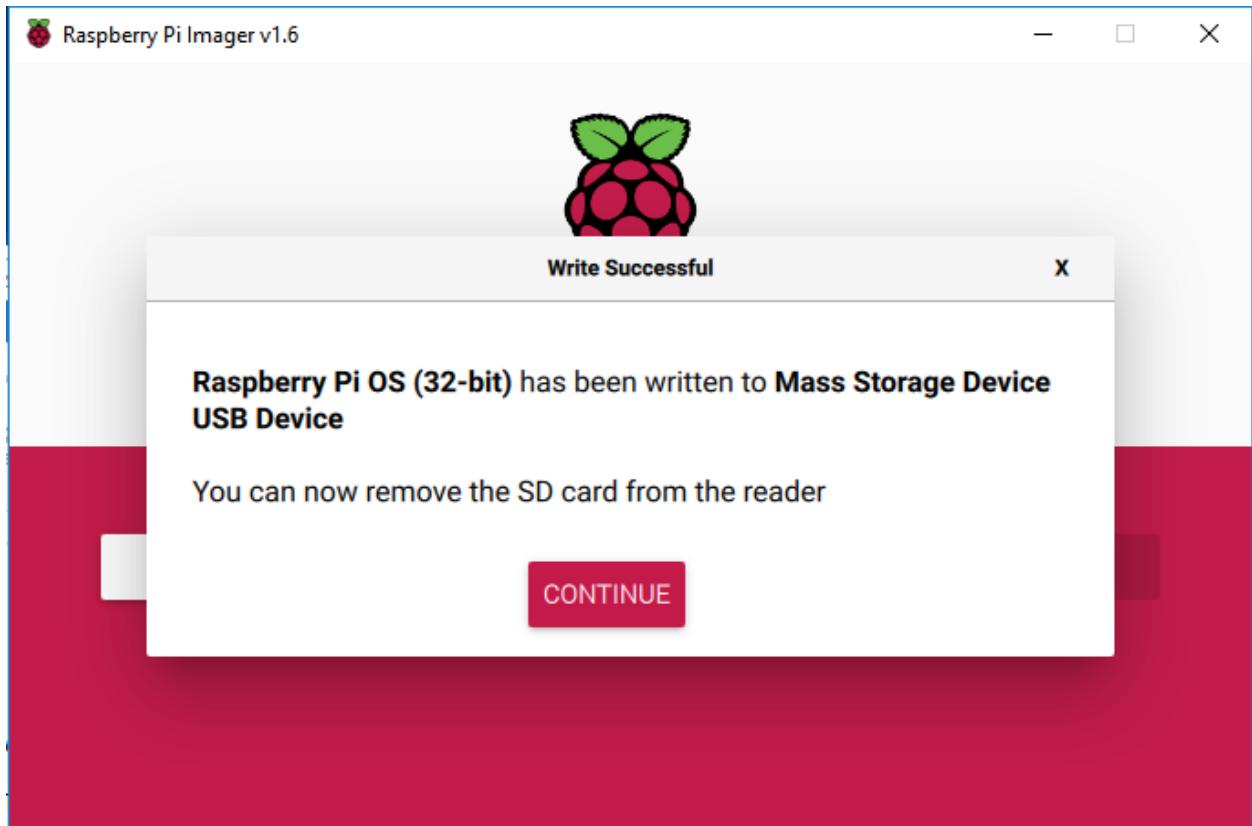 Raspberry Pi Imager v1.6
Write Successful
X
Raspberry Pi OS (32-bit) has been written to Mass Storage Device
USB Device
You can now remove the SD card from the reader
CONTINUE